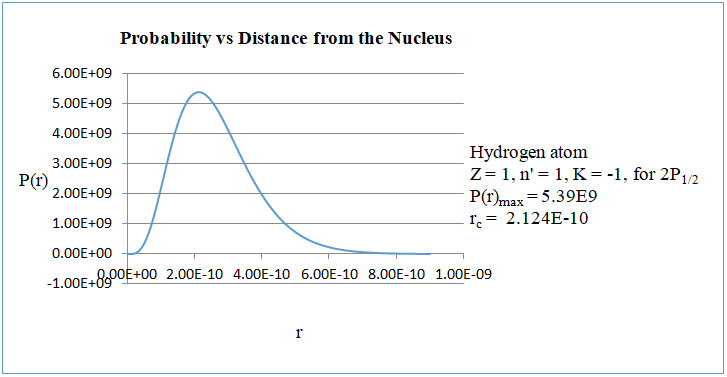 Probability vs Distance from the Nucleus
6.00E+09
5.00E+09
4.00E+09
3.00E+09
2.00E+09
1.00E+09
0.00E+00
-1.00E+09
P(r)
0.00E+00 2.00E-10 4.00E-10 6.00E-10 8.00E-10 1.00E-09
r
Hydrogen atom
Z = 1, n' = 1, K = -1, for 2P1/2
P(r)max = 5.39E9
rc = 2.124E-10